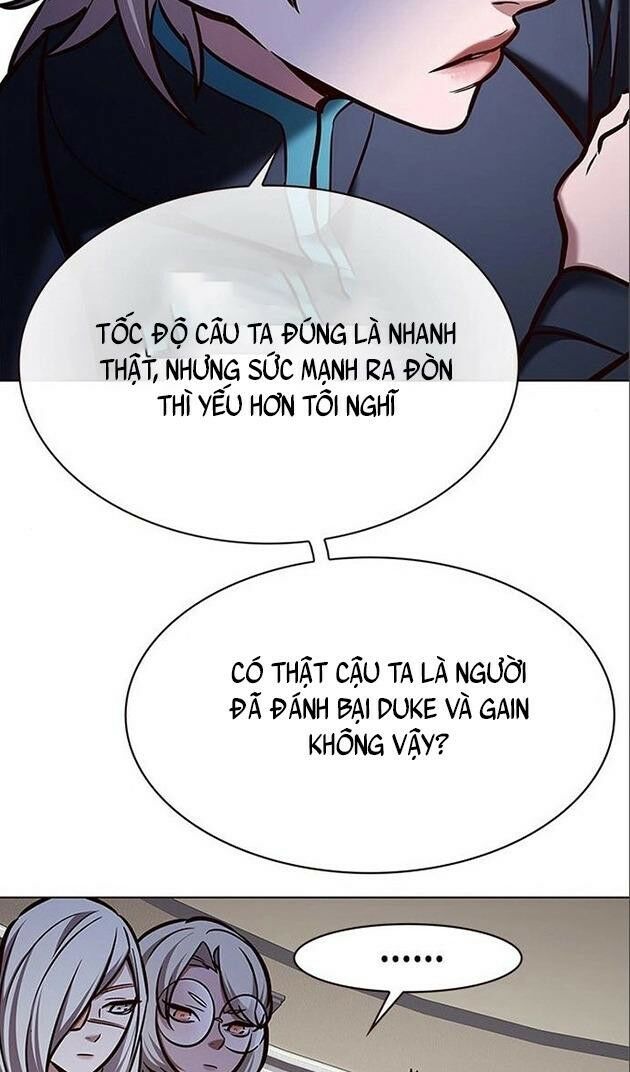 TỐC ĐỘ CẬU TA ĐÚNG LÀ NHANH
THẬT, NHƯNG SỨC MẠNH RA ĐÒN
THÌ YẾU HƠN TÔI NGHĨ
CÓ THẬT CẬU TA LÀ NGƯỜI
ĐÃ ĐÁNH BẠI DUKE VÀ GAIN
KHÔNG VẬY?
......